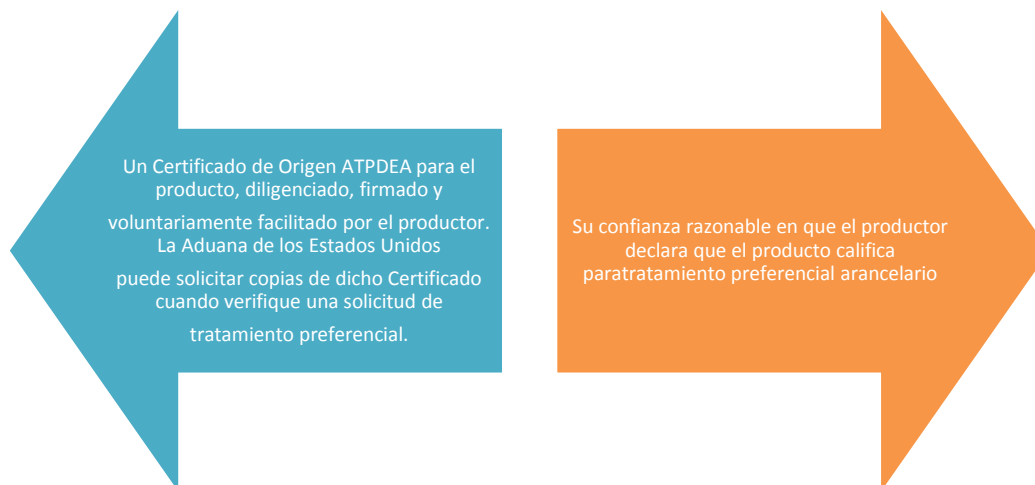 Un Certificado de Origen ATPDEA para el
producto, diligenciado, firmado y
voluntariamente facilitado por el productor.
La Aduana de los Estados Unidos
puede solicitar copias de dicho Certificado
cuando verifique una solicitud de
tratamiento preferencial.
Su confianza razonable en que el productor
declara que el producto califica
paratratamiento preferencial arancelario